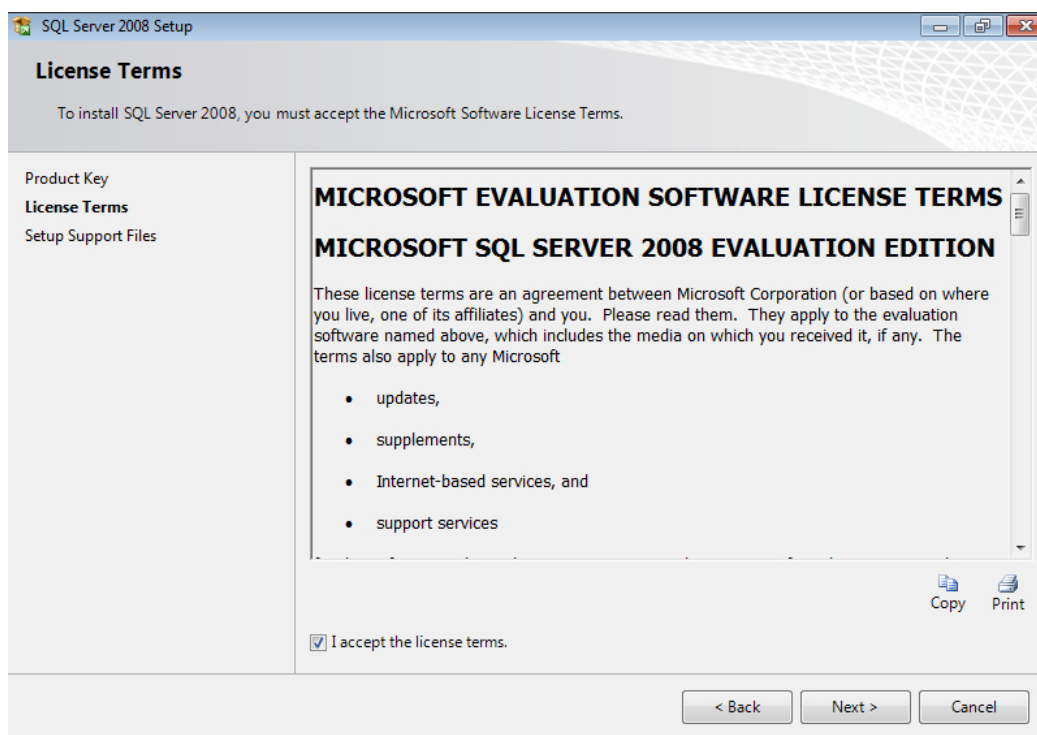 SQL Server 2008 Setup
License Terms
To install SQL Server 2008, you must accept the Microsoft Software License Terms.
Product Key
License Terms
Setup Support Files
MICROSOFT EVALUATION SOFTWARE LICENSE TERMS
MICROSOFT SQL SERVER 2008 EVALUATION EDITION
These license terms are an agreement between Microsoft Corporation (or based on where
you live, one of its affiliates) and you.  Please read them.  They apply to the evaluation
software named above, which includes the media on which you received it, if any.  The
terms also apply to any Microsoft
• updates,
• supplements,
• Internet-based services, and
• support services
Copy Print
I accept the license terms.
< Back Next > Cancel